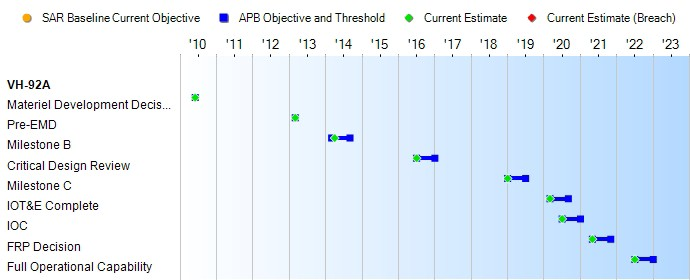 SAR Baseline Current Objective APB Objective and Threshold Current Estimate Current Estimate (Breach)
'10 '11 '12 '13 '14 '15 '16 '17 '18 '19 '20 '21 '22 '23
VH-92A
Materiel Development Decis...
Pre-EMD
Milestone B
Critical Design Review
Milestone C
IOT&E Complete
IOC
FRP Decision
Full Operational Capability